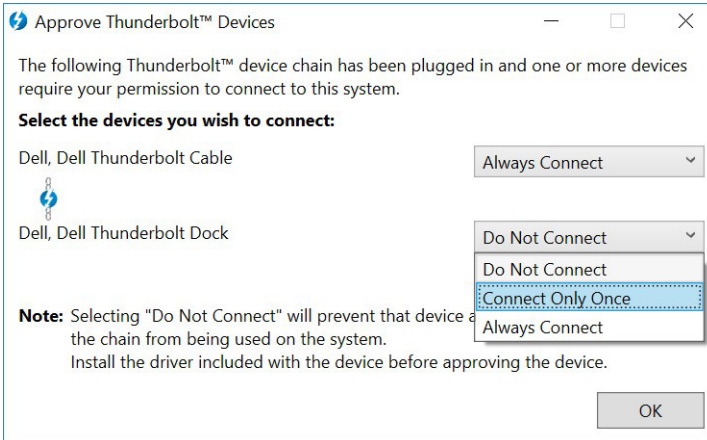 Approve Thunderbolt™ Devices
The following Thunderbolt™ device chain has been plugged in and one or more devices
require your permission to connect to this system.
Select the devices you wish to connect:
Dell, Dell Thunderbolt Cable
Always Connect
Dell, Dell Thunderbolt Dock
Do Not Connect
Do Not Connect
Connect Only Once
Always Connect
Note: Selecting "Do Not Connect" will prevent that device
the chain from being used on the system.
Install the driver included with the device before approving the device.
OK